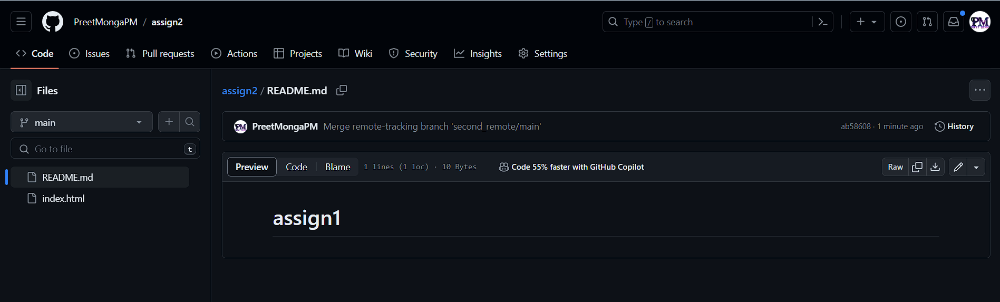 PreetMongaPM / assign2
Type / to search
PM
Code Issues Pull requests Actions Projects Wiki Security Insights Settings
Files
main
Go to file t
README.md
index.html
assign2 / README.md
PM PreetMongaPM Merge remote-tracking branch 'second_remote/main' ab58608 · 1 minute ago History
Preview Code Blame 1 lines (1 loc) · 10 Bytes Code 55% faster with GitHub Copilot Raw
assign1